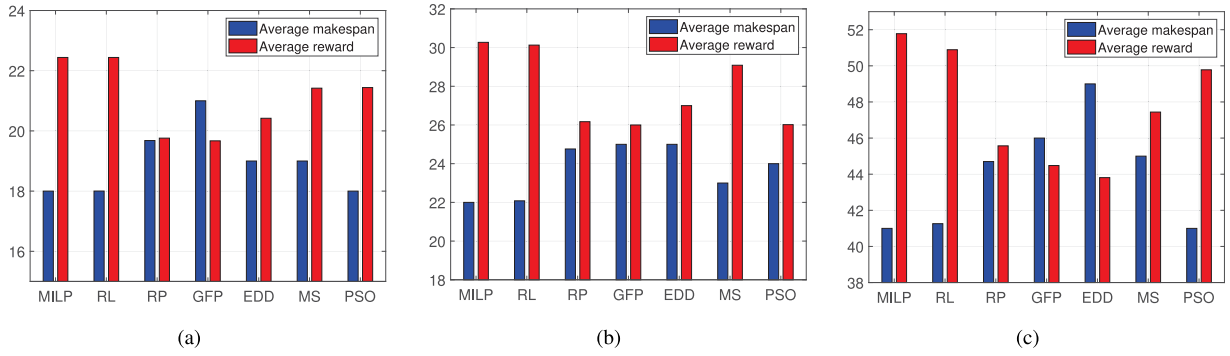 24
22
20
18
16
Average makespan
Average reward
MILP RL RP GFP EDD MS PSO
(a)
32
30
28
26
24
22
20
18
Average makespan
Average reward
MILP RL RP GFP EDD MS PSO
(b)
52
50
48
46
44
42
40
38
Average makespan
Average reward
MILP RL RP GFP EDD MS PSO
(c)